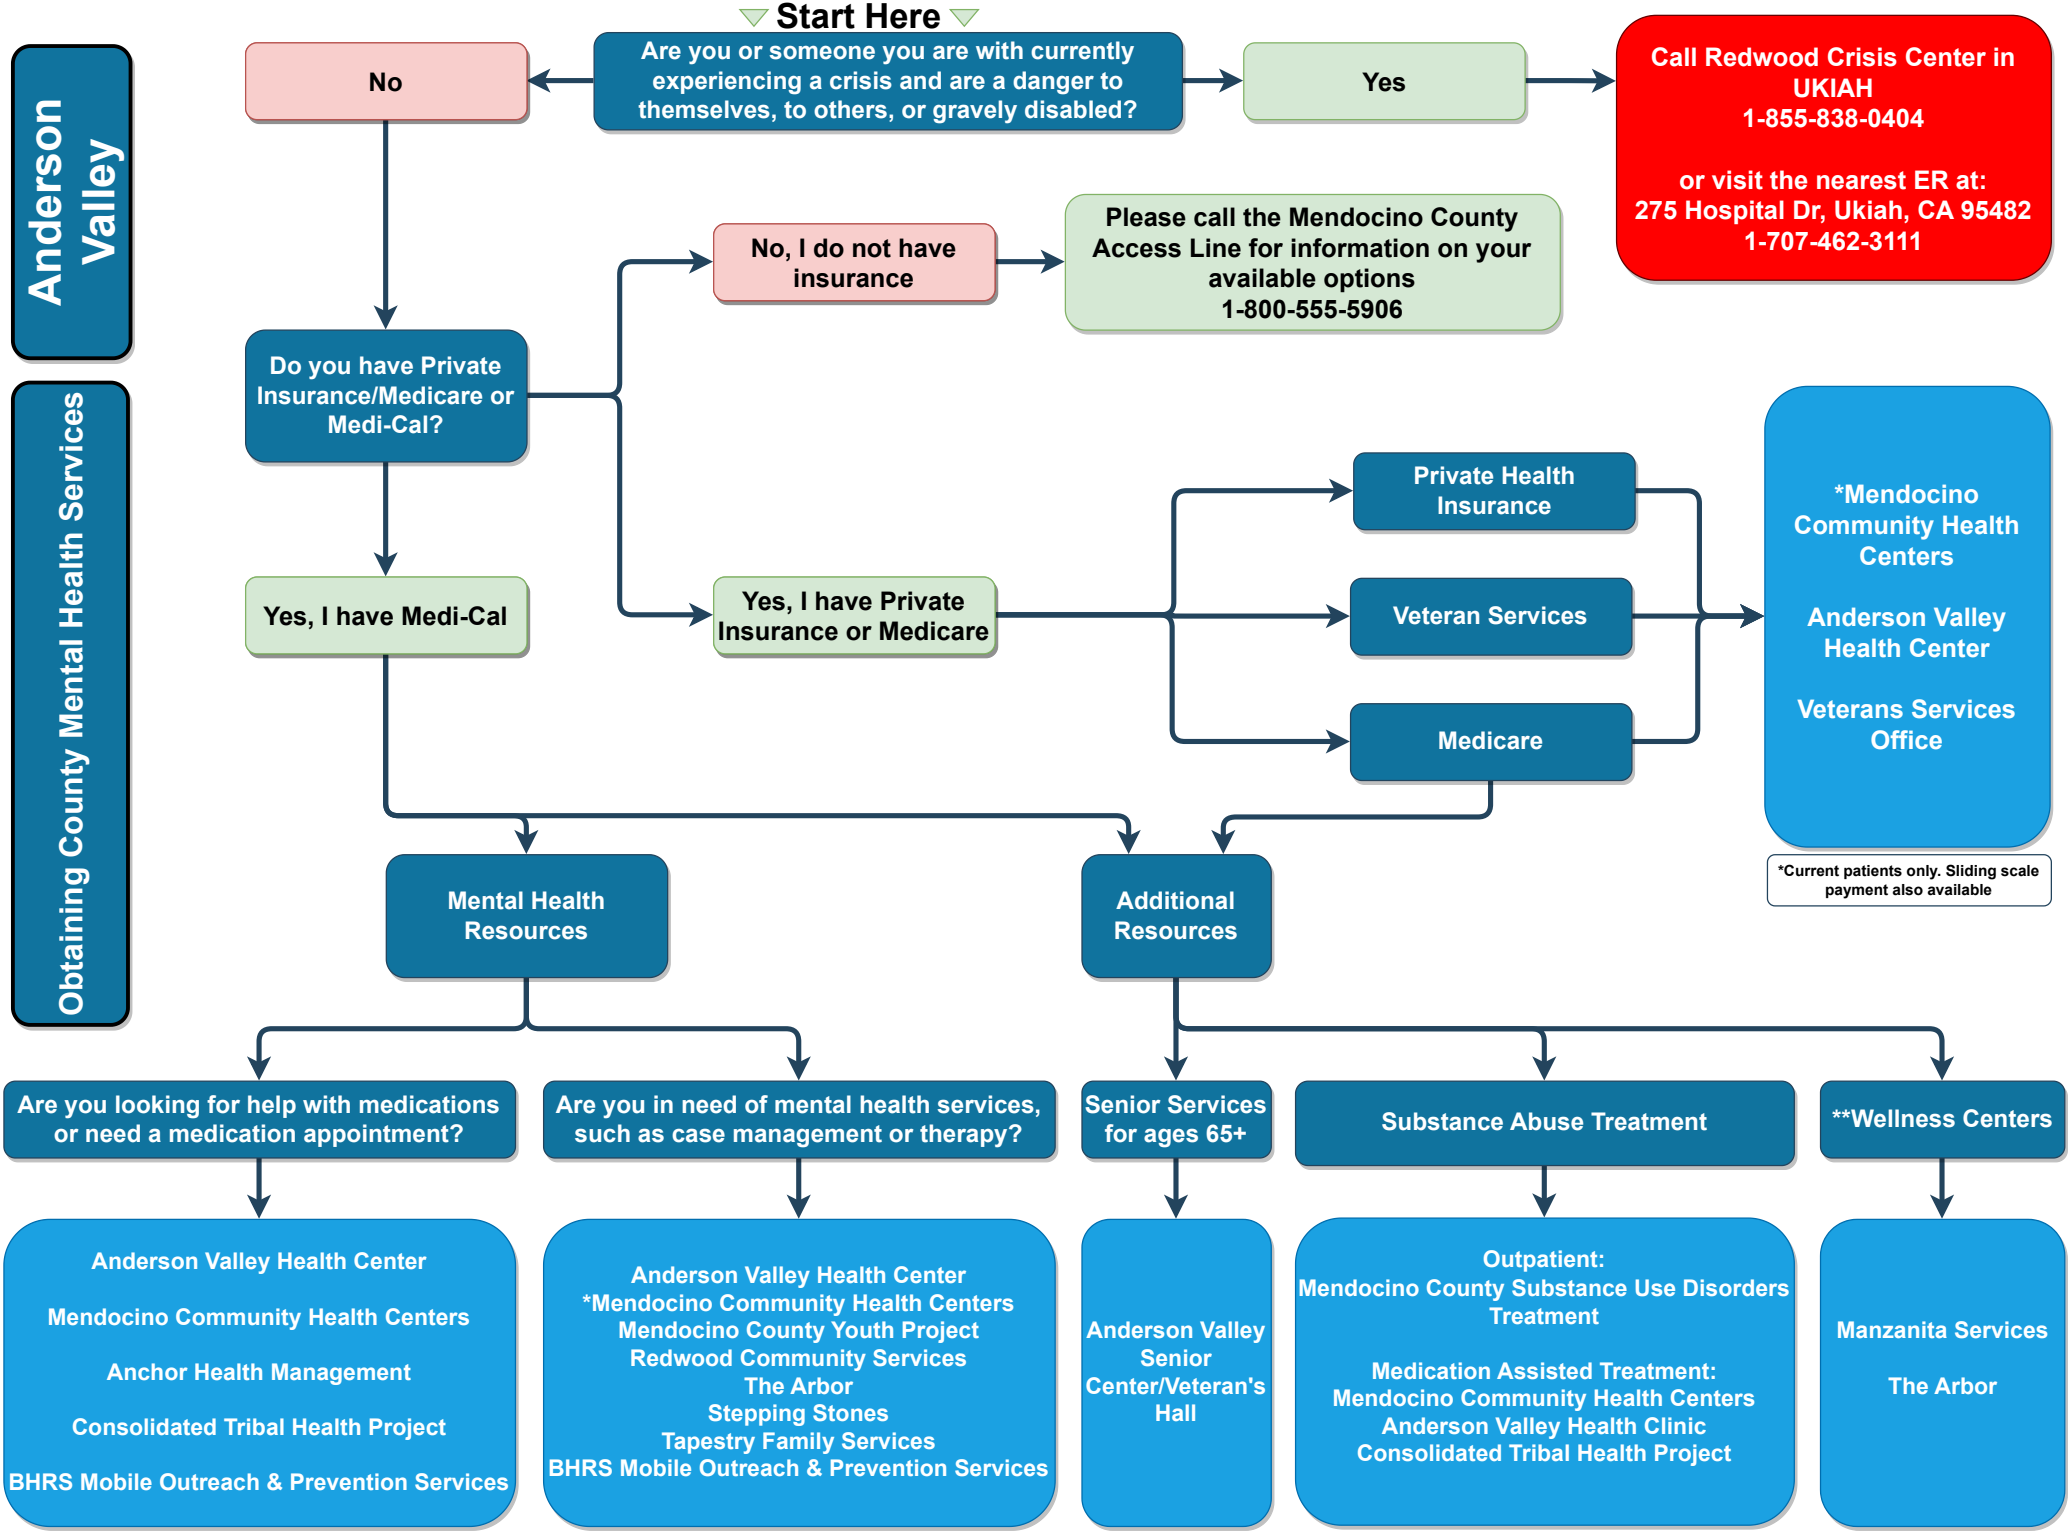 Start Here
Anderson
Valley
Obtaining County Mental Health Services
Are you or someone you are with currently
experiencing a crisis and are a danger to
themselves, to others, or gravely disabled?
No
Yes
Call Redwood Crisis Center in
UKIAH
1-855-838-0404
or visit the nearest ER at:
275 Hospital Dr, Ukiah, CA 95482
1-707-462-3111
No, I do not have
insurance
Please call the Mendocino County
Access Line for information on your
available options
1-800-555-5906
Do you have Private
Insurance/Medicare or
Medi-Cal?
Yes, I have Medi-Cal
Yes, I have Private
Insurance or Medicare
Private Health
Insurance
Veteran Services
Medicare
*Mendocino
Community Health
Centers
Anderson Valley
Health Center
Veterans Services
Office
*Current patients only. Sliding scale
payment also available
Mental Health
Resources
Additional
Resources
Are you looking for help with medications
or need a medication appointment?
Are you in need of mental health services,
such as case management or therapy?
Senior Services
for ages 65+
Substance Abuse Treatment
**Wellness Centers
Anderson Valley Health Center
Mendocino Community Health Centers
Anchor Health Management
Consolidated Tribal Health Project
BHRS Mobile Outreach & Prevention Services
Anderson Valley Health Center
*Mendocino Community Health Centers
Mendocino County Youth Project
Redwood Community Services
The Arbor
Stepping Stones
Tapestry Family Services
BHRS Mobile Outreach & Prevention Services
Anderson Valley
Senior
Center/Veteran's
Hall
Outpatient:
Mendocino County Substance Use Disorders
Treatment
Medication Assisted Treatment:
Mendocino Community Health Centers
Anderson Valley Health Clinic
Consolidated Tribal Health Project
Manzanita Services
The Arbor